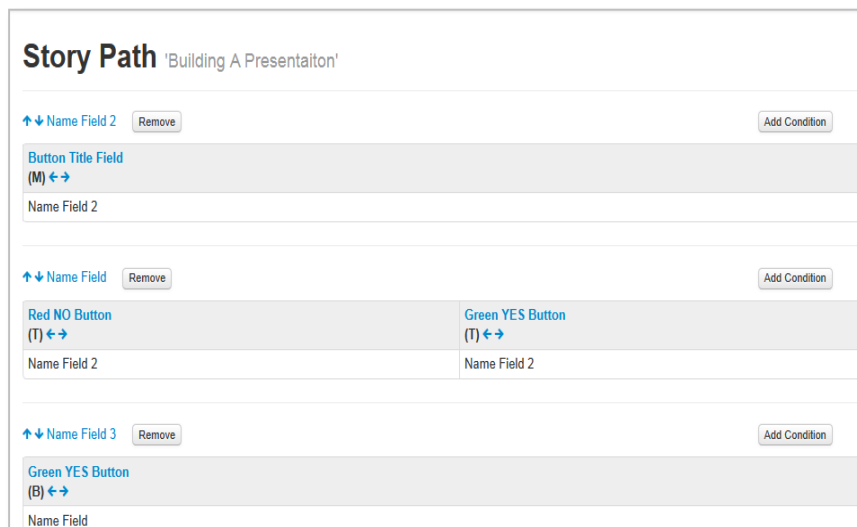 Story Path 'Building A Presentaiton'
Name Field 2 Remove Add Condition
Button Title Field
(M)
Name Field 2
Name Field Remove Add Condition
Red NO Button Green YES Button
(T) (T)
Name Field 2 Name Field 2
Name Field 3 Remove Add Condition
Green YES Button
(B)
Name Field